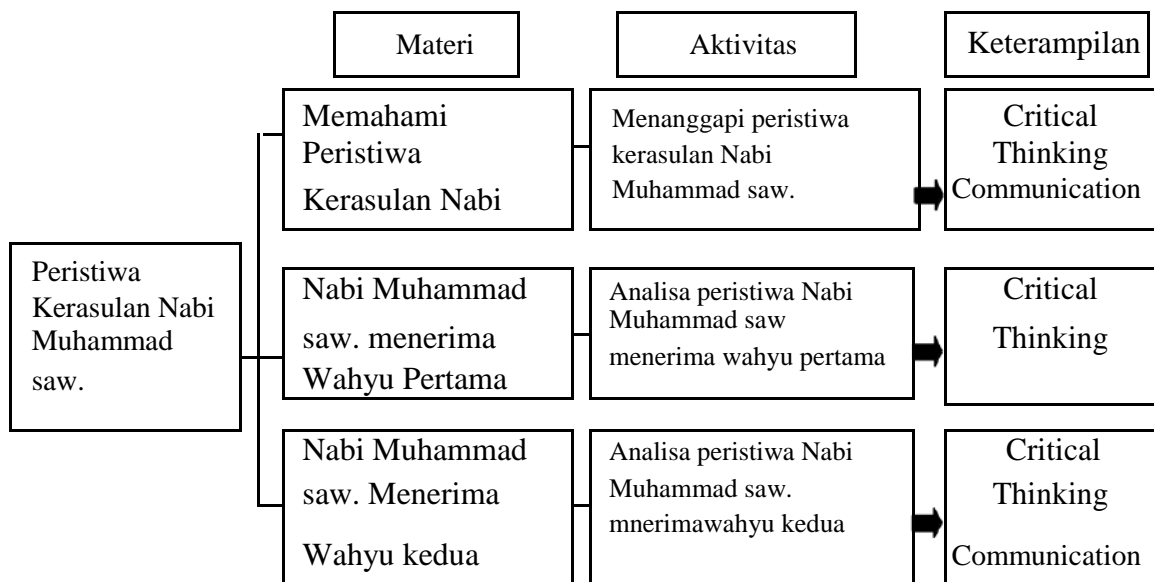 Materi
Aktivitas
Keterampilan
Peristiwa
Kerasulan Nabi
Muhammad
saw.
Memahami
Peristiwa
Kerasulan Nabi
Menanggapi peristiwa
kerasulan Nabi
Muhammad saw.
Critical
Thinking
Communication
Nabi Muhammad
saw. menerima
Wahyu Pertama
Analisa peristiwa Nabi
Muhammad saw
menerima wahyu pertama
Critical
Thinking
Nabi Muhammad
saw. Menerima
Wahyu kedua
Analisa peristiwa Nabi
Muhammad saw.
mnerimawahyu kedua
Critical
Thinking
Communication